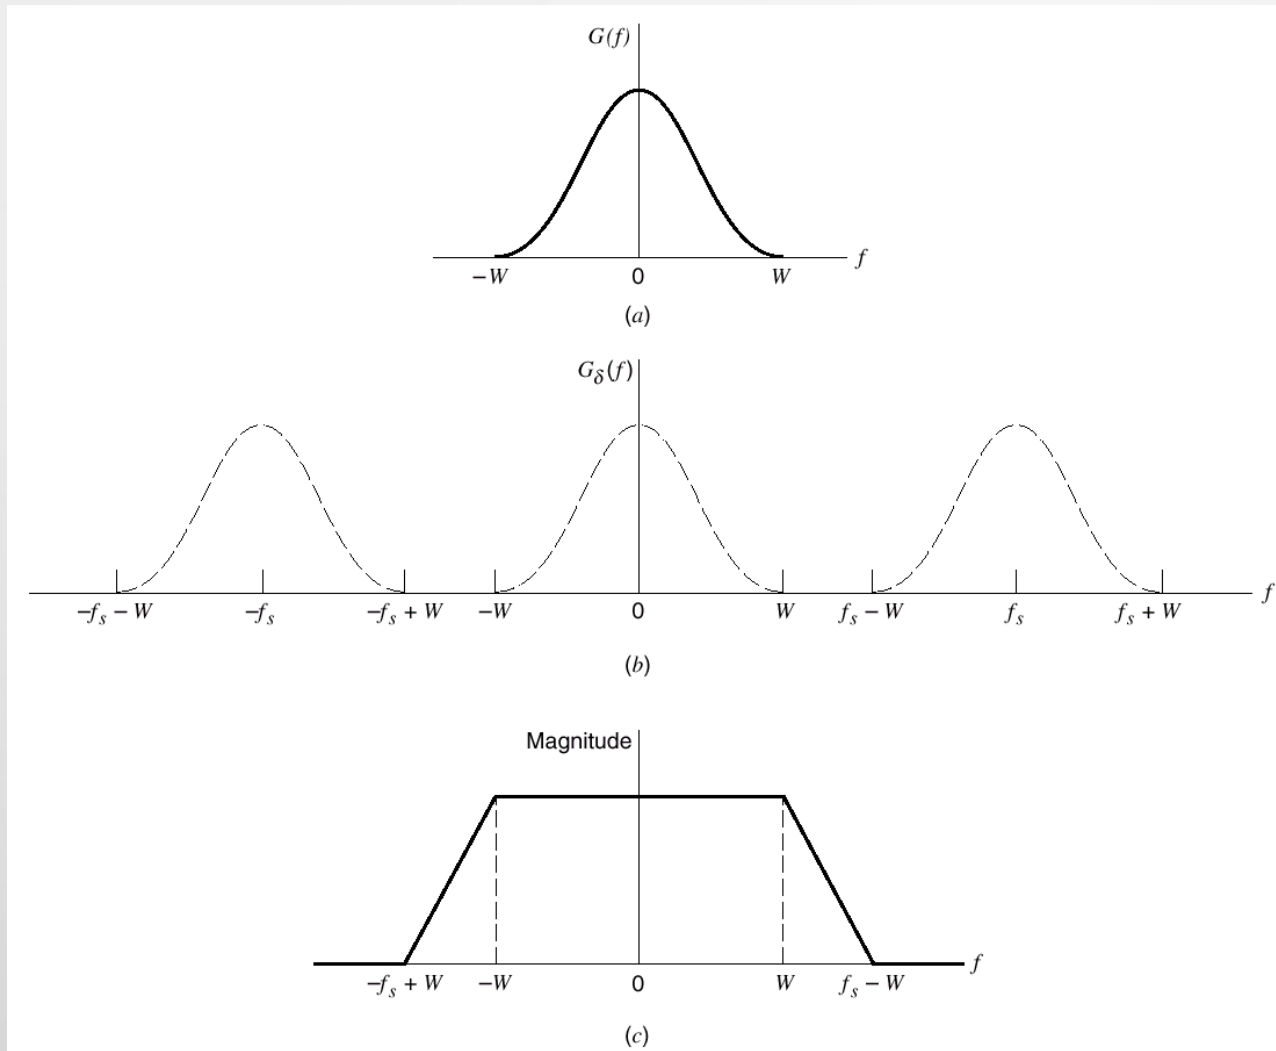 G(f)
−W 0 W f
(a)
G_δ(f)
−f_s − W −f_s −f_s + W −W 0 W f_s − W f_s f_s + W f
(b)
Magnitude
−f_s + W −W 0 W f_s − W f
(c)